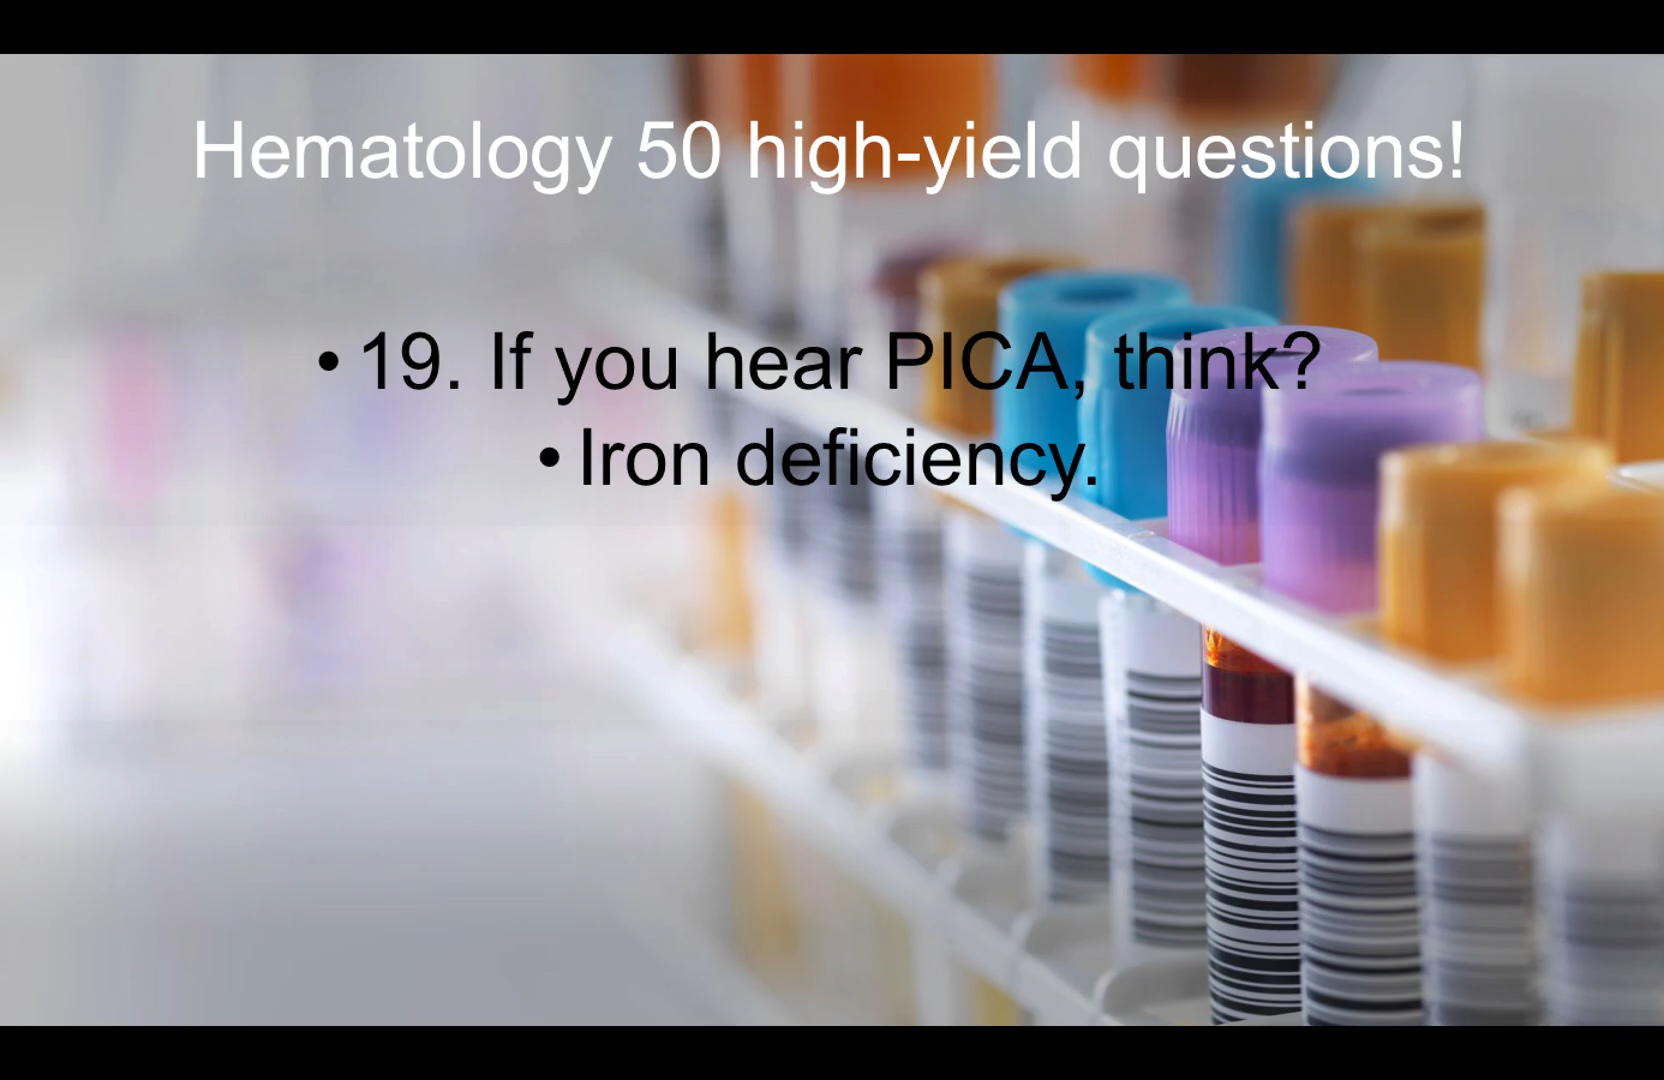 Hematology 50 high-yield questions!
• 19. If you hear PICA, think?
• Iron deficiency.